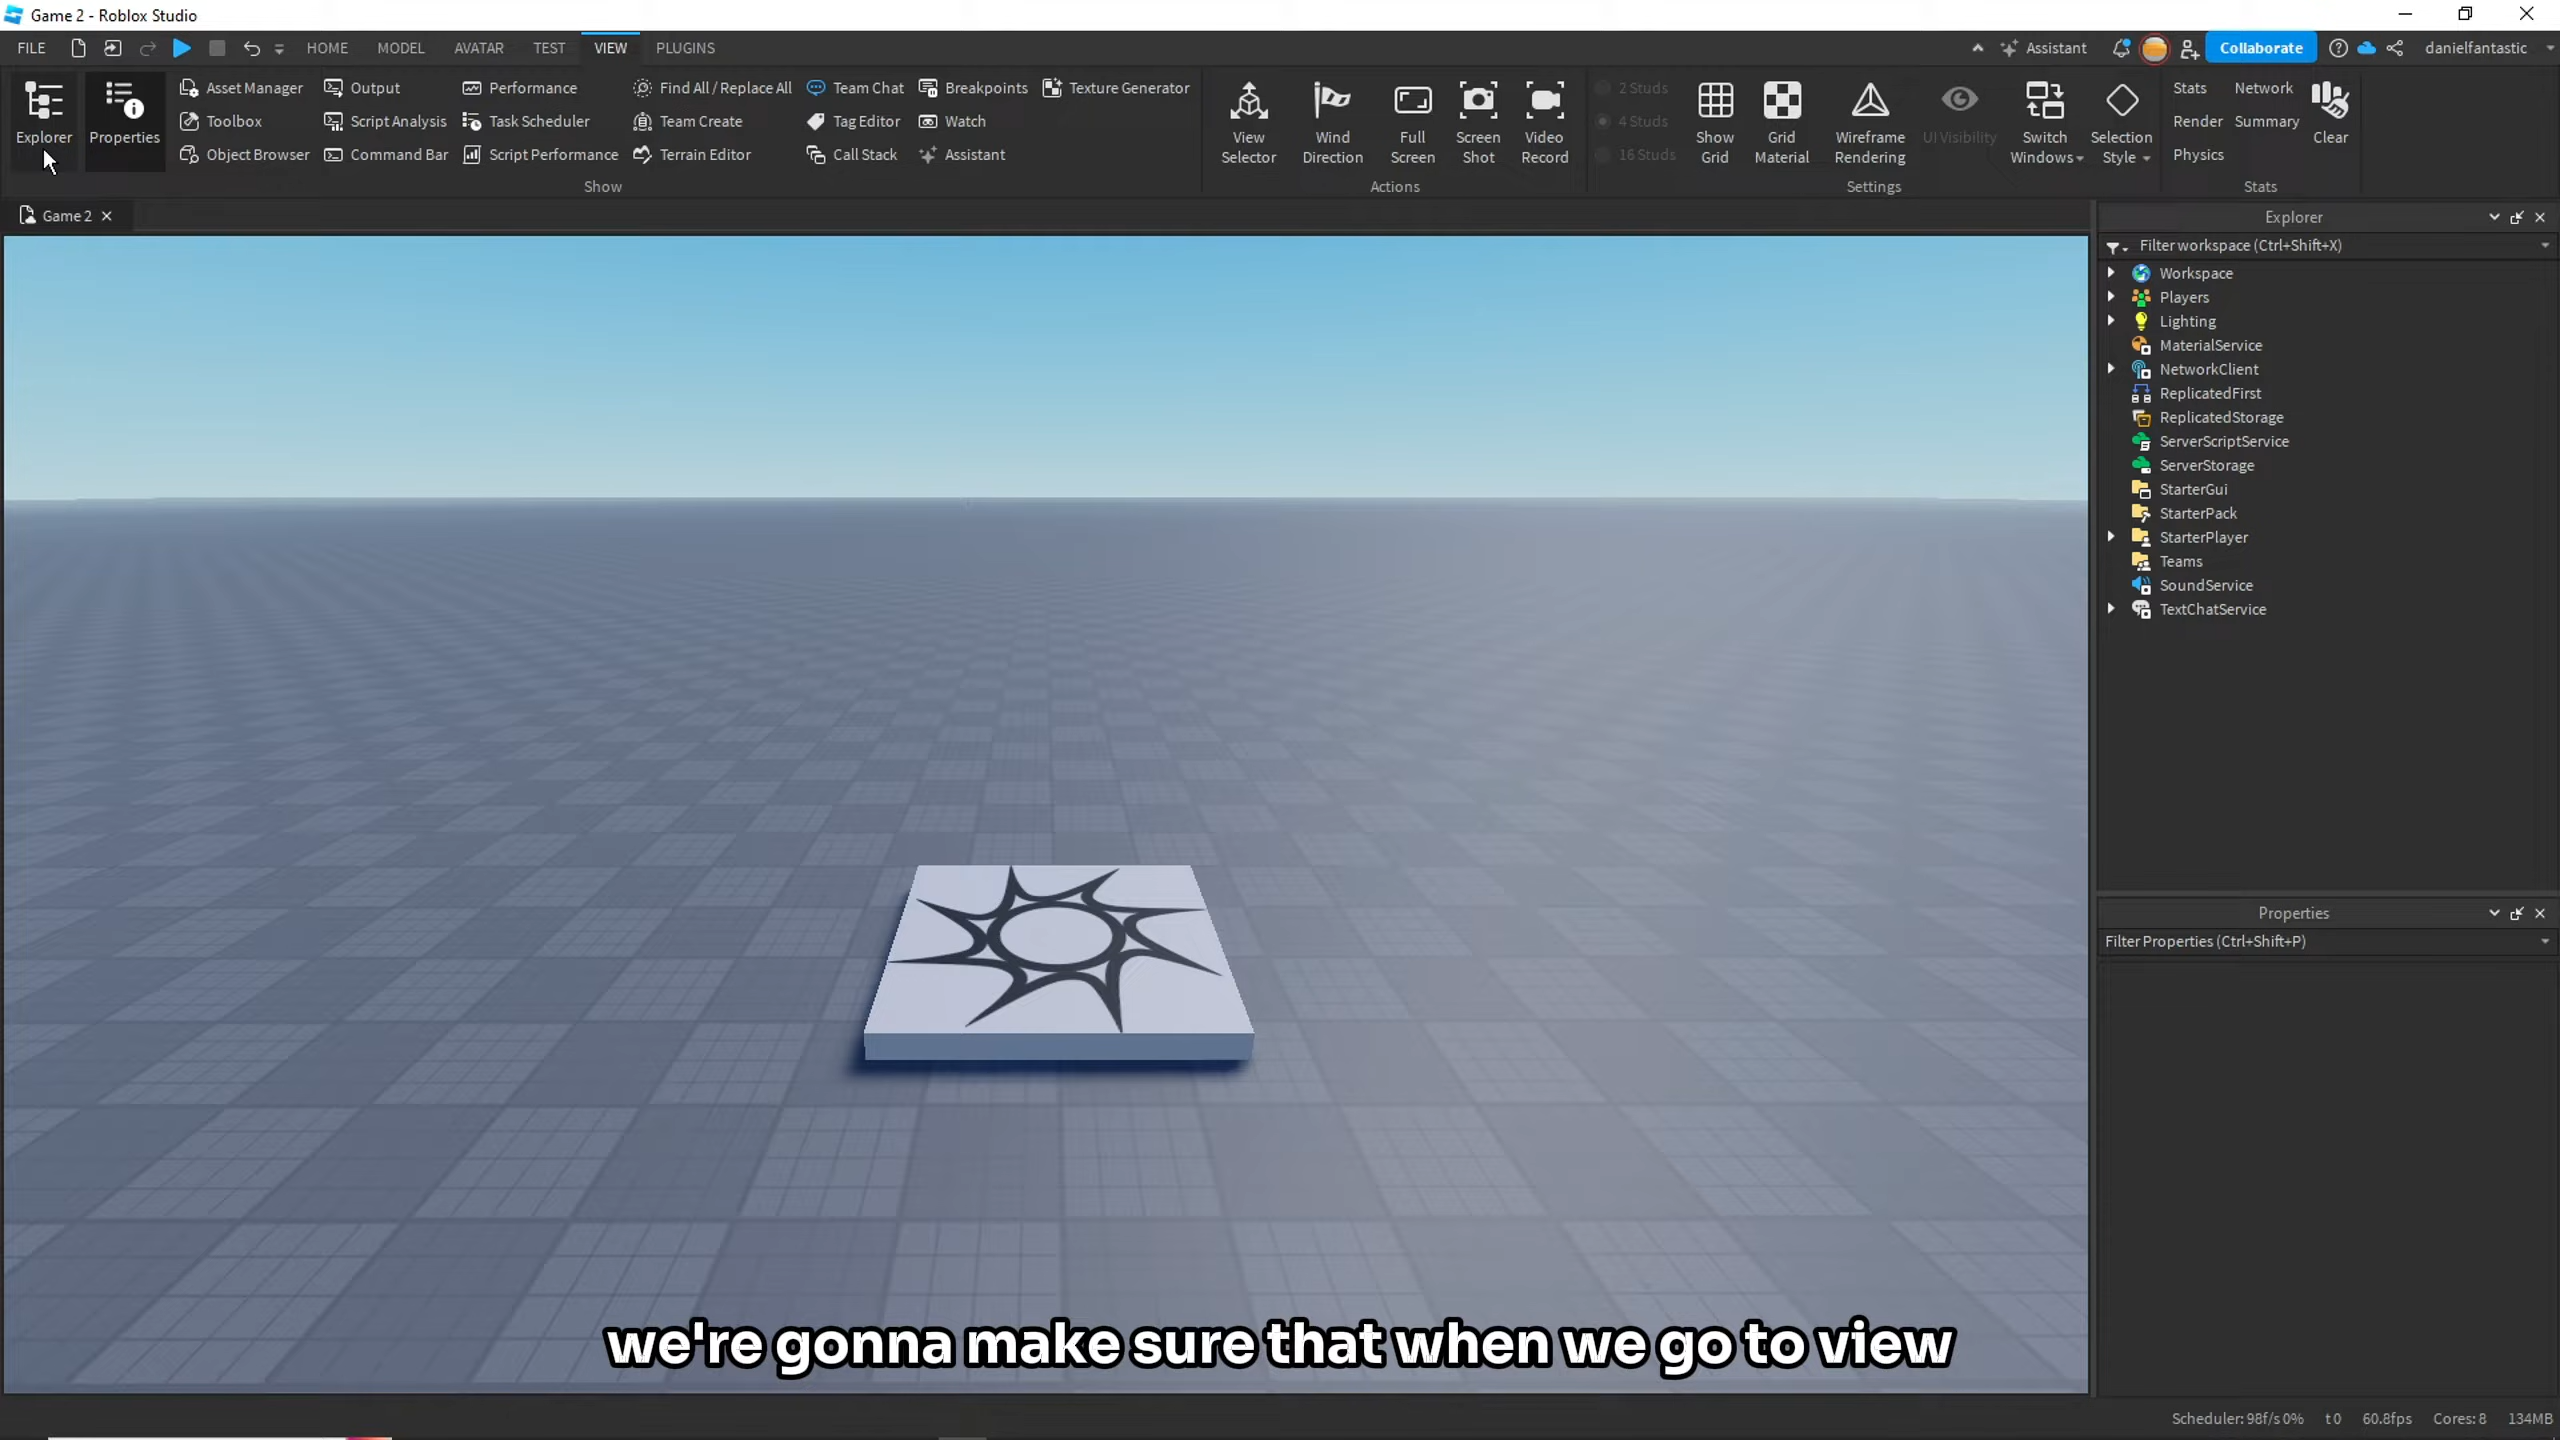 Game 2 - Roblox Studio
FILE HOME MODEL AVATAR TEST VIEW PLUGINS Assistant Collaborate danielfantastic
Explorer
Properties
Asset Manager Output Performance Find All / Replace All Team Chat Breakpoints Texture Generator
Toolbox Script Analysis Task Scheduler Team Create Tag Editor Watch
Object Browser Command Bar Script Performance Terrain Editor Call Stack Assistant
Show
View Selector
Wind Direction
Full Screen
Screen Shot
Video Record
Actions
2 Studs
4 Studs
16 Studs
Show Grid
Grid Material
Wireframe Rendering
UI Visibility
Switch Windows
Selection Style
Settings
Stats Network
Render Summary
Physics
Clear
Stats
Game 2
Explorer
Filter workspace (Ctrl+Shift+X)
Workspace
Players
Lighting
MaterialService
NetworkClient
ReplicatedFirst
ReplicatedStorage
ServerScriptService
ServerStorage
StarterGui
StarterPack
StarterPlayer
Teams
SoundService
TextChatService
Properties
Filter Properties (Ctrl+Shift+P)
we're gonna make sure that when we go to view
Scheduler: 98f/s 0% t 0 60.8fps Cores: 8 134MB